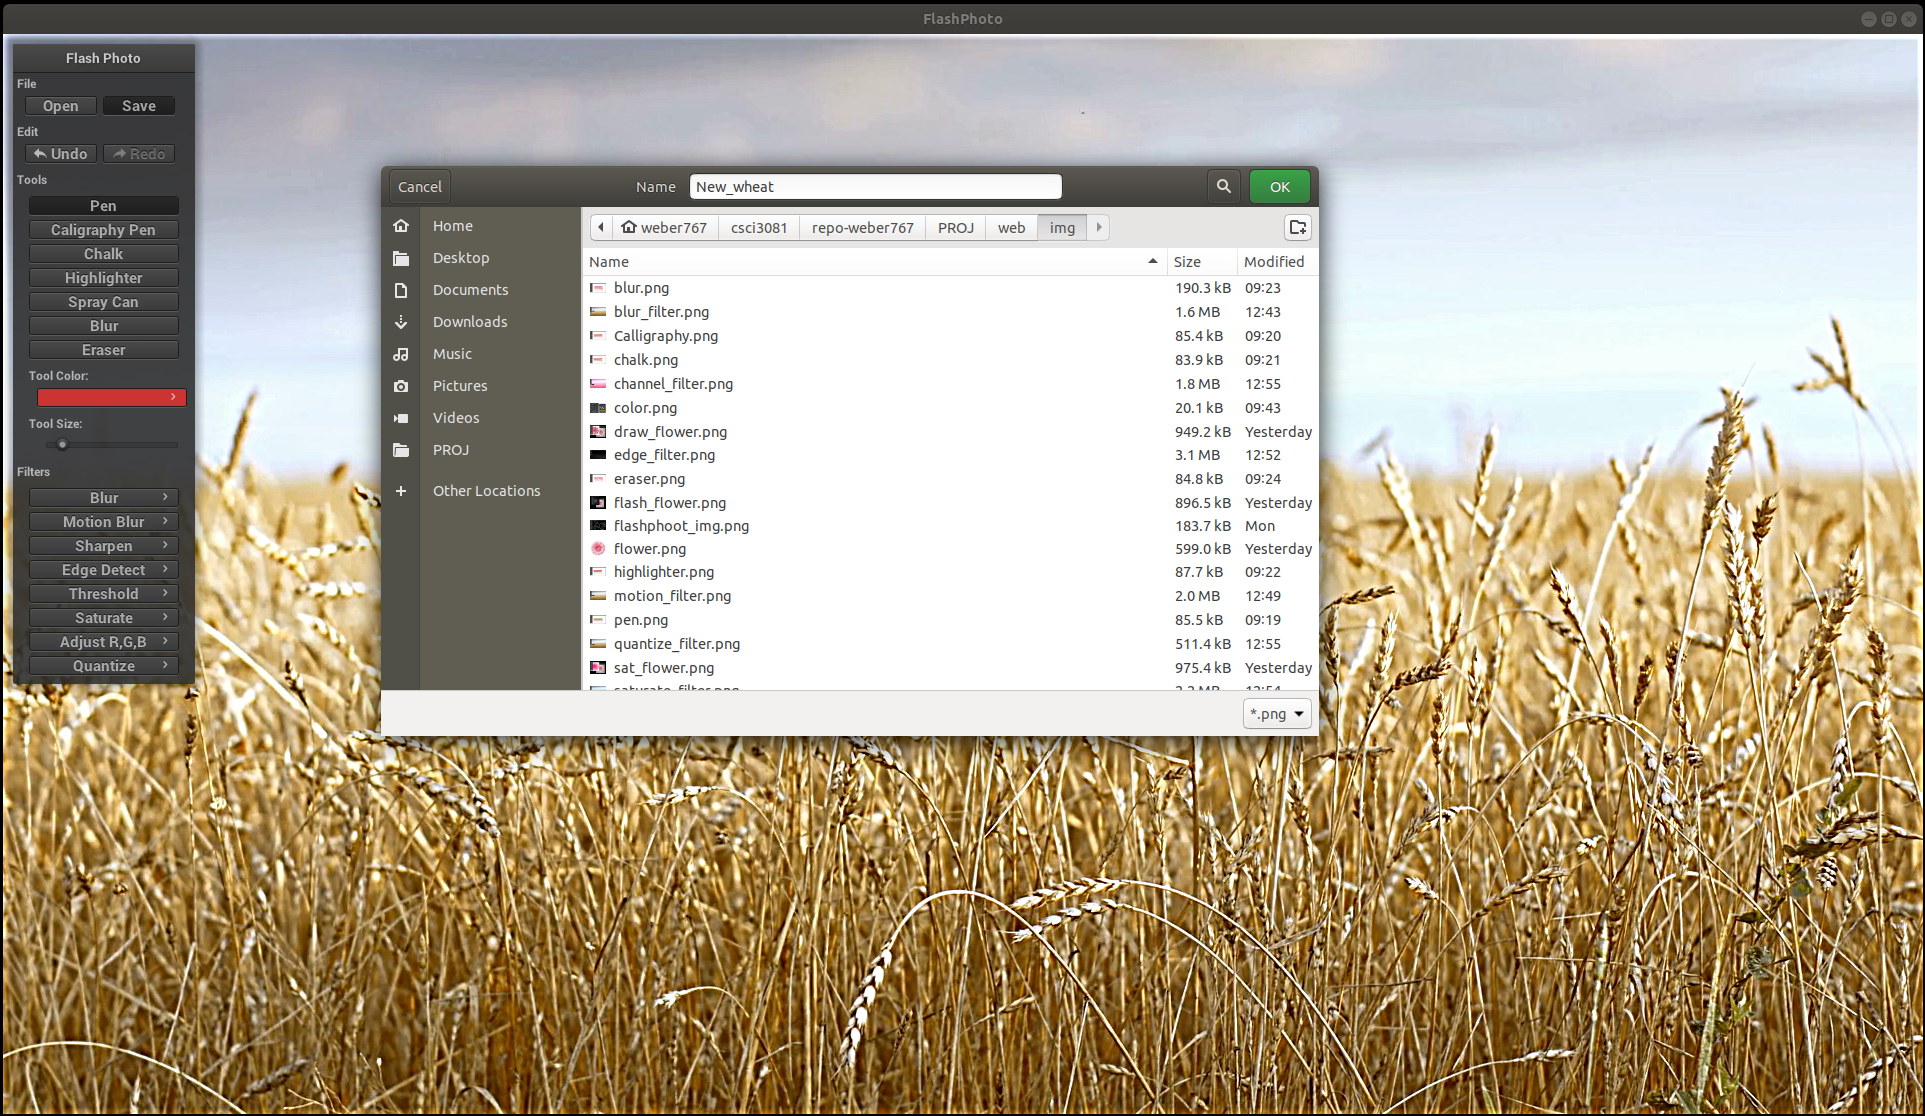 FlashPhoto
Flash Photo
File
Open Save
Edit
Undo Redo
Tools
Pen
Caligraphy Pen
Chalk
Highlighter
Spray Can
Blur
Eraser
Tool Color:
Tool Size:
Filters
Blur
Motion Blur
Sharpen
Edge Detect
Threshold
Saturate
Adjust R,G,B
Quantize
Cancel Name New_wheat OK
Home
Desktop
Documents
Downloads
Music
Pictures
Videos
PROJ
Other Locations
weber767 csci3081 repo-weber767 PROJ web img
Name Size Modified
blur.png 190.3 kB 09:23
blur_filter.png 1.6 MB 12:43
Calligraphy.png 85.4 kB 09:20
chalk.png 83.9 kB 09:21
channel_filter.png 1.8 MB 12:55
color.png 20.1 kB 09:43
draw_flower.png 949.2 kB Yesterday
edge_filter.png 3.1 MB 12:52
eraser.png 84.8 kB 09:24
flash_flower.png 896.5 kB Yesterday
flashphoot_img.png 183.7 kB Mon
flower.png 599.0 kB Yesterday
highlighter.png 87.7 kB 09:22
motion_filter.png 2.0 MB 12:49
pen.png 85.5 kB 09:19
quantize_filter.png 511.4 kB 12:55
sat_flower.png 975.4 kB Yesterday
saturate_filter.png 2.2 MB 12:54
*.png